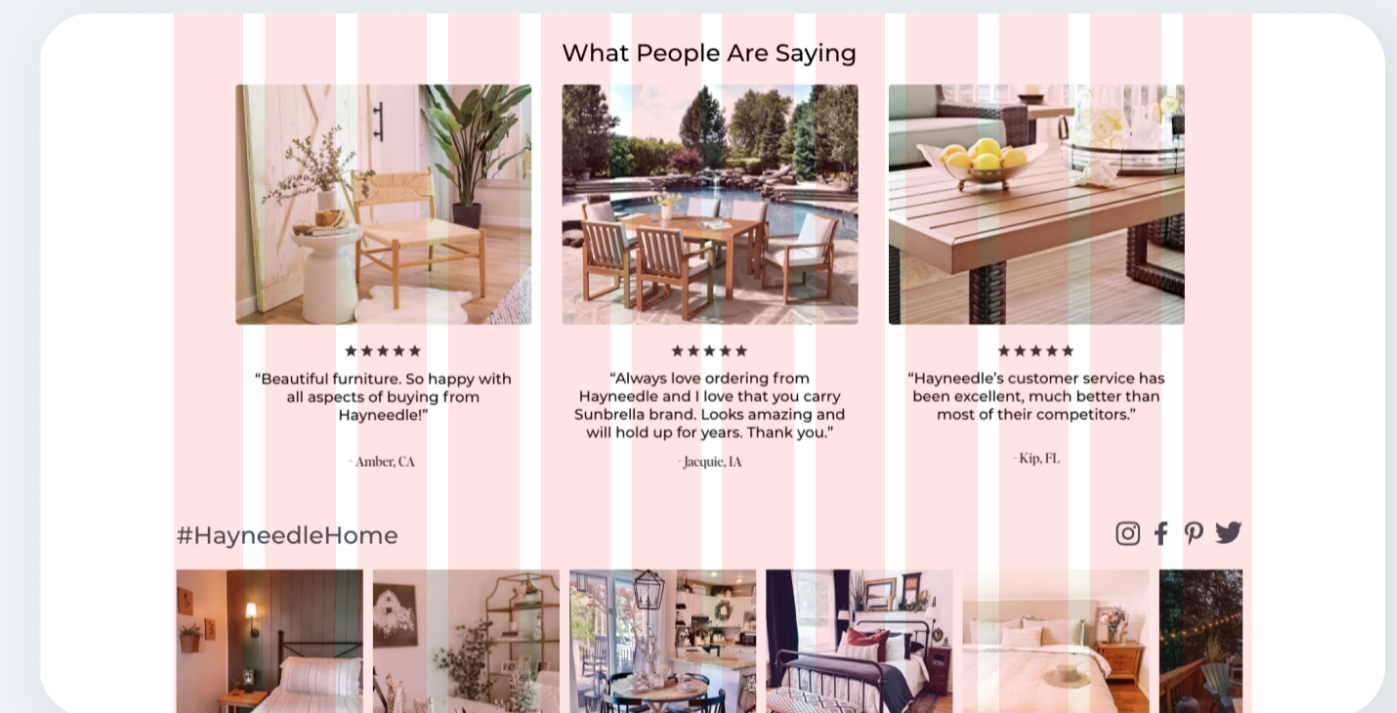 What People Are Saying
★★★★★
“Beautiful furniture. So happy with
all aspects of buying from
Hayneedle!”
- Amber, CA
★★★★★
“Always love ordering from
Hayneedle and I love that you carry
Sunbrella brand. Looks amazing and
will hold up for years. Thank you.”
- Jacquie, IA
★★★★★
“Hayneedle’s customer service has
been excellent, much better than
most of their competitors.”
- Kip, FL
#HayneedleHome